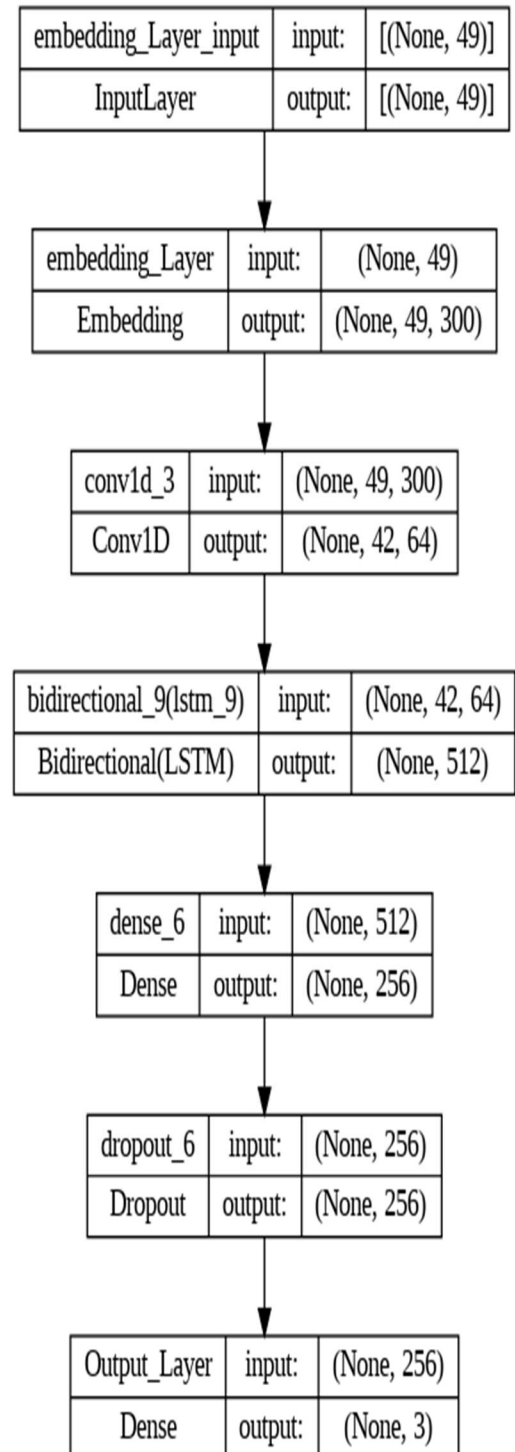 embedding_Layer_input input: [(None, 49)]
InputLayer output: [(None, 49)]
embedding_Layer input: (None, 49)
Embedding output: (None, 49, 300)
conv1d_3 input: (None, 49, 300)
Conv1D output: (None, 42, 64)
bidirectional_9(lstm_9) input: (None, 42, 64)
Bidirectional(LSTM) output: (None, 512)
dense_6 input: (None, 512)
Dense output: (None, 256)
dropout_6 input: (None, 256)
Dropout output: (None, 256)
Output_Layer input: (None, 256)
Dense output: (None, 3)